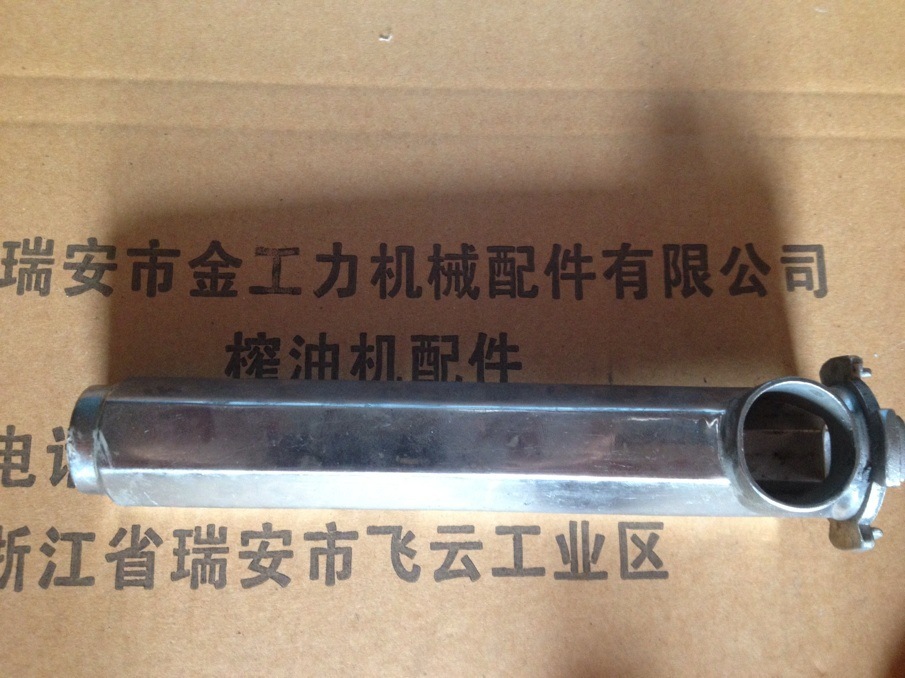 瑞安市金工力机械配件有限公司
榨油机配件
电
浙江省瑞安市飞云工业区